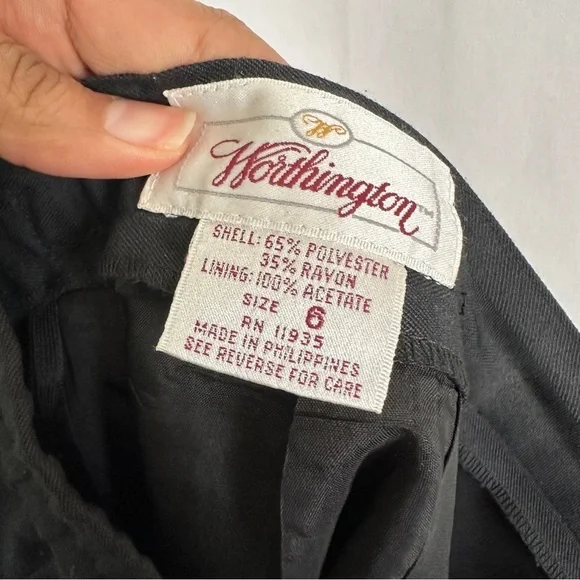 W
Worthington™
SHELL: 65% POLYESTER
35% RAYON
LINING: 100% ACETATE
SIZE 6
RN 11935
MADE IN PHILIPPINES
SEE REVERSE FOR CARE